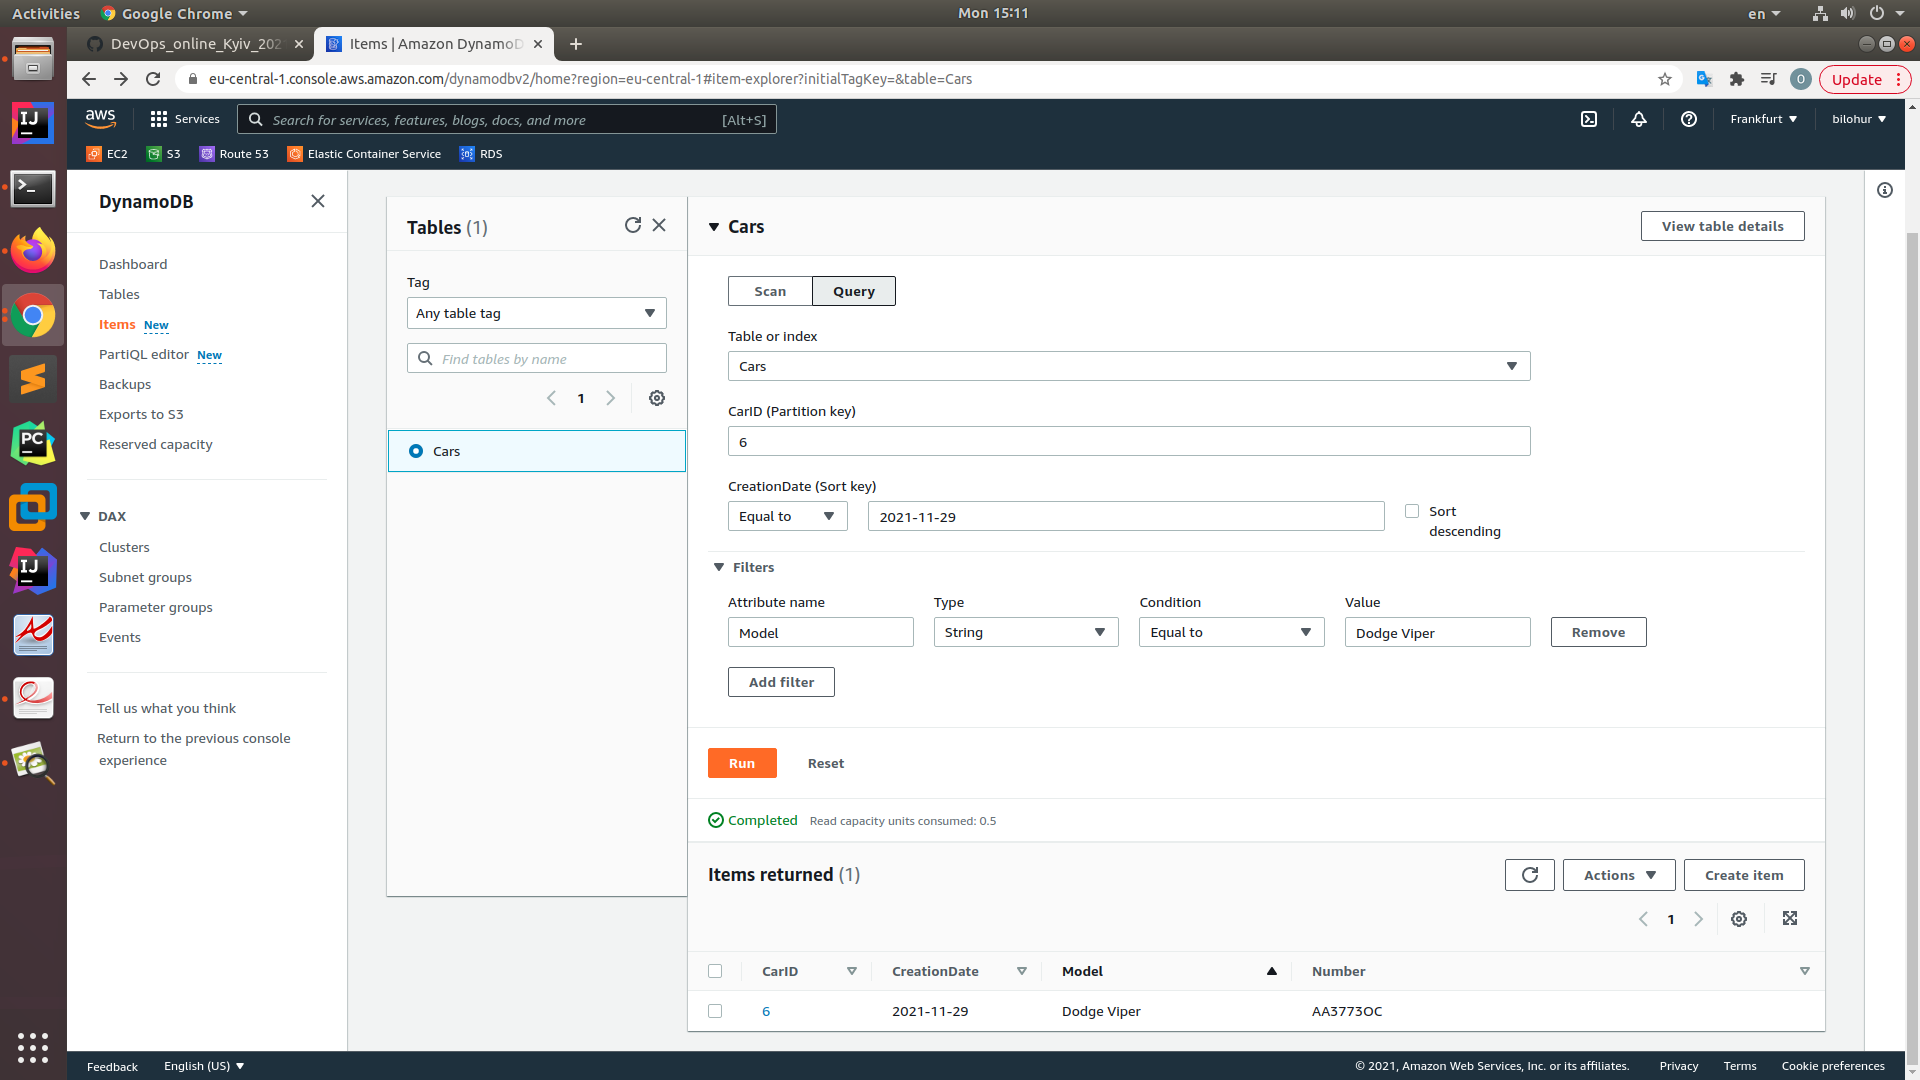 Activities Google Chrome Mon 15:11 en
DevOps_online_Kyiv_202 Items | Amazon DynamoD
eu-central-1.console.aws.amazon.com/dynamodbv2/home?region=eu-central-1#item-explorer?initialTagKey=&table=Cars O Update
aws Services Search for services, features, blogs, docs, and more [Alt+S] Frankfurt bilohur
EC2 S3 Route 53 Elastic Container Service RDS
DynamoDB
Dashboard
Tables
Items New
PartiQL editor New
Backups
Exports to S3
Reserved capacity
DAX
Clusters
Subnet groups
Parameter groups
Events
Tell us what you think
Return to the previous console
experience
Tables (1)
Tag
Any table tag
Find tables by name
1
Cars
Cars View table details
Scan Query
Table or index
Cars
CarID (Partition key)
6
CreationDate (Sort key)
Equal to 2021-11-29 Sort
descending
Filters
Attribute name Type Condition Value
Model String Equal to Dodge Viper Remove
Add filter
Run Reset
Completed Read capacity units consumed: 0.5
Items returned (1) Actions Create item
1
CarID CreationDate Model Number
6 2021-11-29 Dodge Viper AA3773OC
Feedback English (US) © 2021, Amazon Web Services, Inc. or its affiliates. Privacy Terms Cookie preferences
IJ
PC
IJ